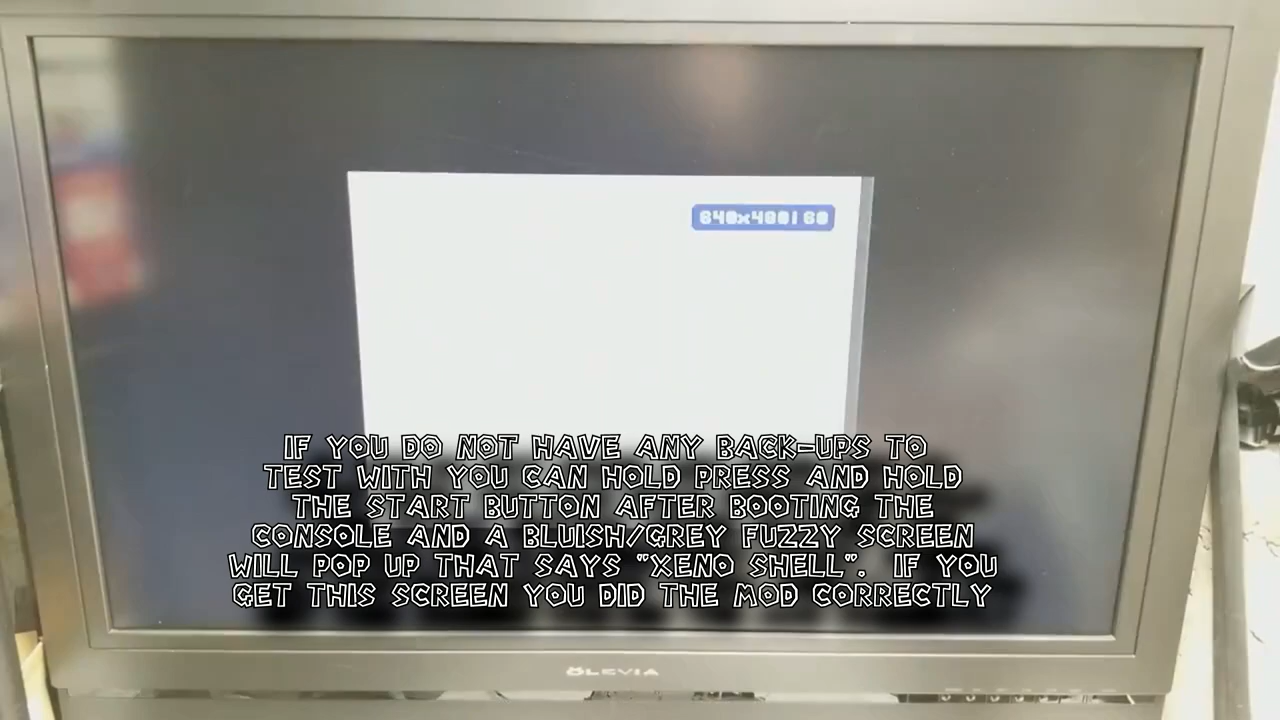 640x480i 60
IF YOU DO NOT HAVE ANY BACK-UPS TO
TEST WITH YOU CAN HOLD PRESS AND HOLD
THE START BUTTON AFTER BOOTING THE
CONSOLE AND A BLUISH/GREY FUZZY SCREEN
WILL POP UP THAT SAYS "XENO SHELL". IF YOU
GET THIS SCREEN YOU DID THE MOD CORRECTLY
OLEVIA